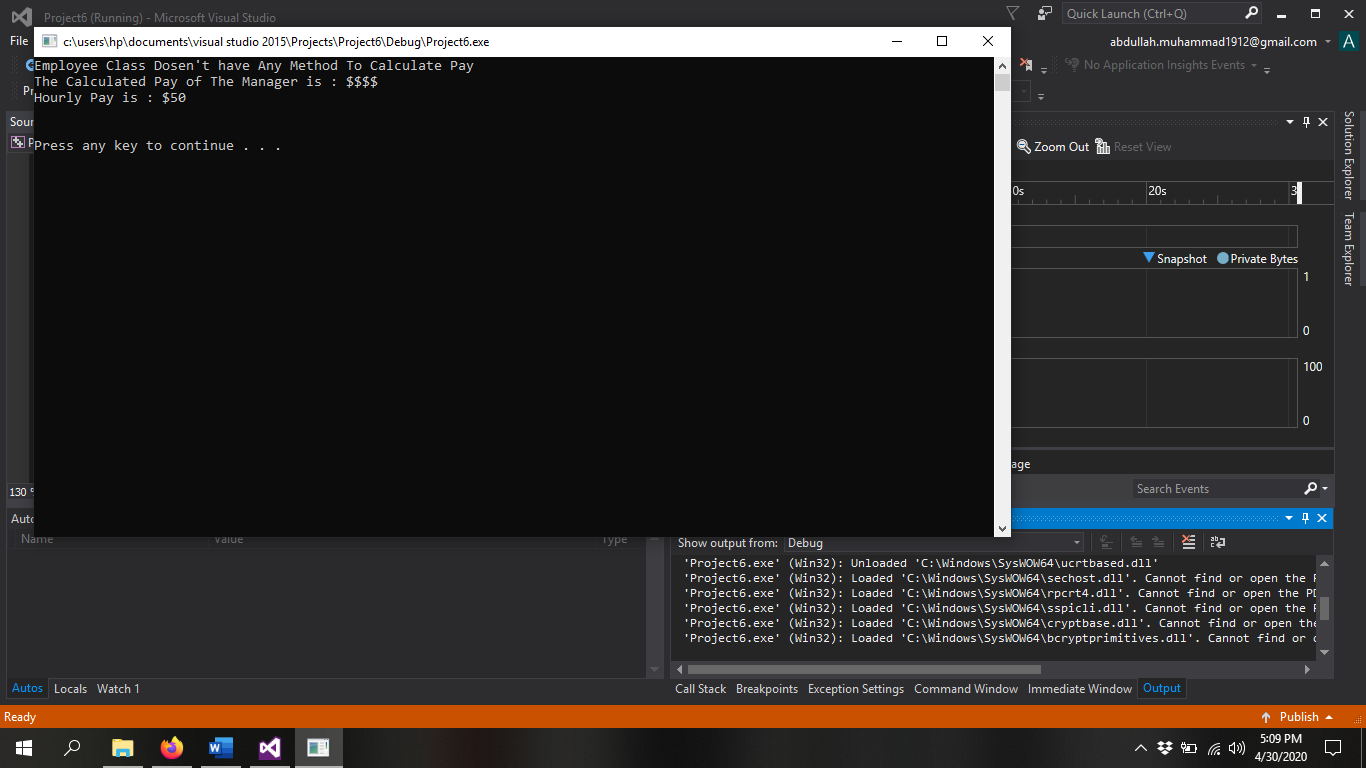 Project6 (Running) - Microsoft Visual Studio
Quick Launch (Ctrl+Q)
File
abdullah.muhammad1912@gmail.com
A
c:\users\hp\documents\visual studio 2015\Projects\Project6\Debug\Project6.exe
Employee Class Dosen't have Any Method To Calculate Pay
The Calculated Pay of The Manager is : $$$$
Hourly Pay is : $50
Press any key to continue . . .
No Application Insights Events
Zoom Out
Reset View
0s
20s
3
Snapshot
Private Bytes
1
0
100
0
age
Search Events
Solution Explorer
Team Explorer
Pr
Sour
130 %
Auto
Name
Value
Type
Show output from:
Debug
'Project6.exe' (Win32): Unloaded 'C:\Windows\SysWOW64\ucrtbased.dll'
'Project6.exe' (Win32): Loaded 'C:\Windows\SysWOW64\sechost.dll'. Cannot find or open the P
'Project6.exe' (Win32): Loaded 'C:\Windows\SysWOW64\rpcrt4.dll'. Cannot find or open the PD
'Project6.exe' (Win32): Loaded 'C:\Windows\SysWOW64\sspicli.dll'. Cannot find or open the P
'Project6.exe' (Win32): Loaded 'C:\Windows\SysWOW64\cryptbase.dll'. Cannot find or open the
'Project6.exe' (Win32): Loaded 'C:\Windows\SysWOW64\bcryptprimitives.dll'. Cannot find or o
Autos
Locals
Watch 1
Call Stack
Breakpoints
Exception Settings
Command Window
Immediate Window
Output
Ready
Publish
5:09 PM
4/30/2020